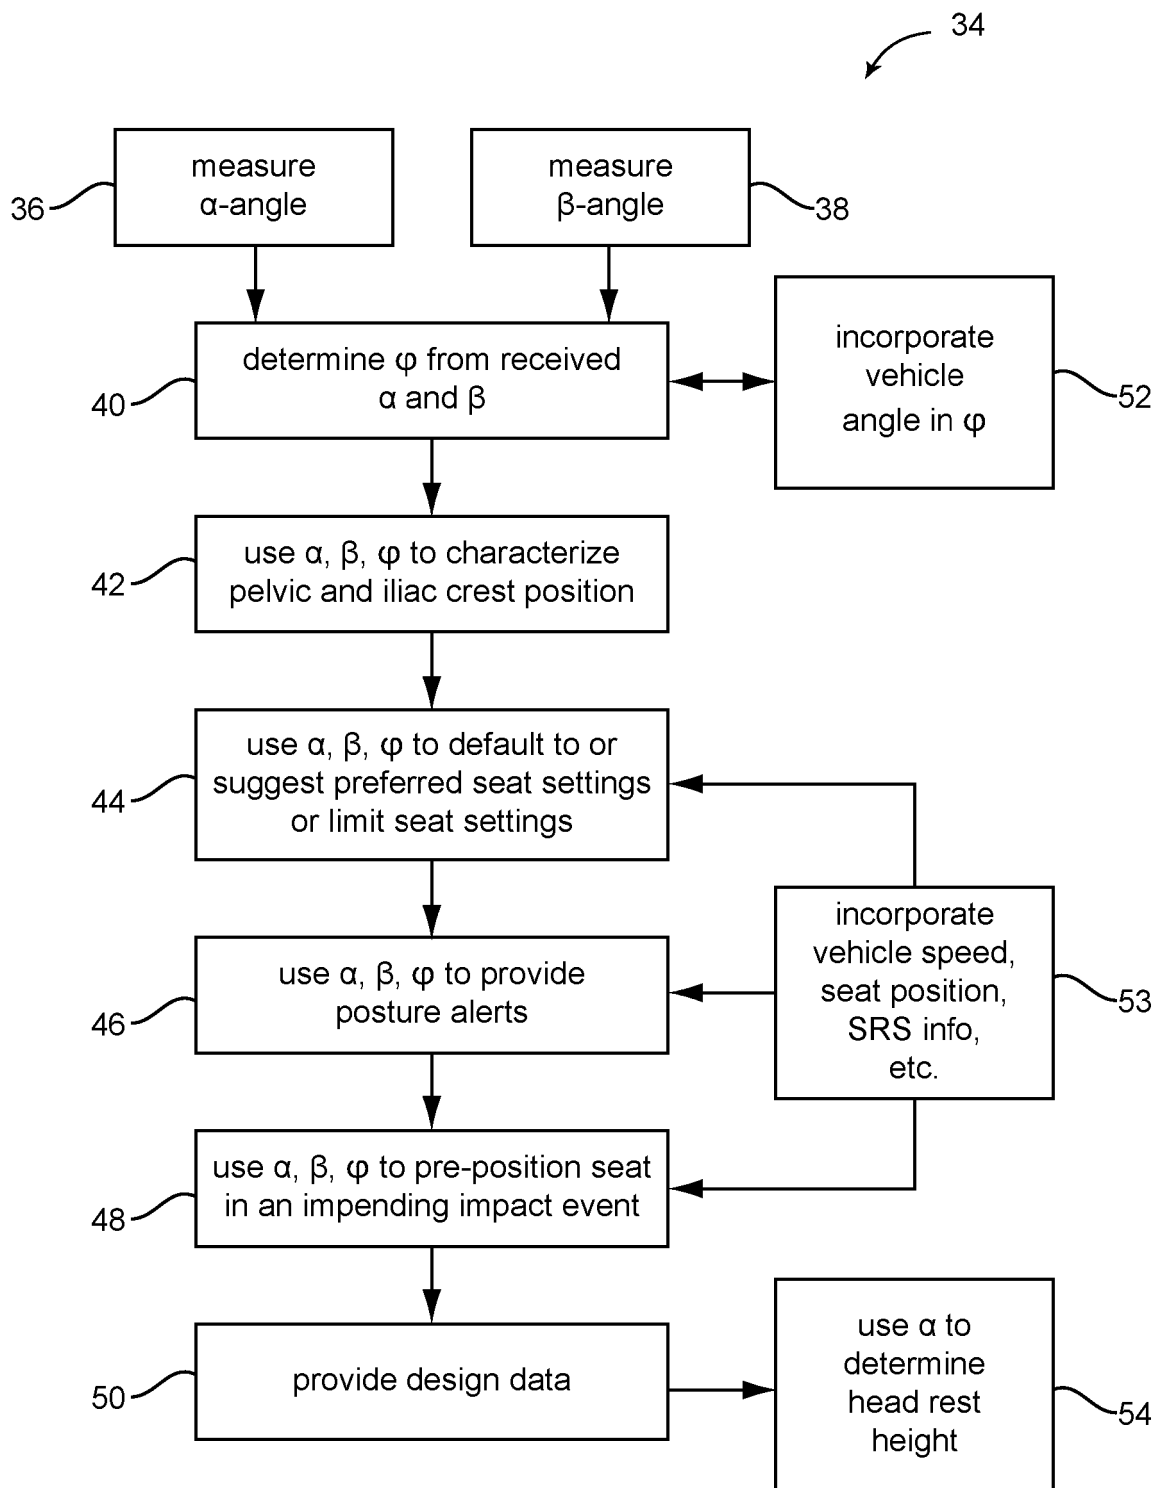 34
measure
α-angle
36
measure
β-angle
38
determine φ from received
α and β
40
incorporate
vehicle
angle in φ
52
use α, β, φ to characterize
pelvic and iliac crest position
42
use α, β, φ to default to or
suggest preferred seat settings
or limit seat settings
44
incorporate
vehicle speed,
seat position,
SRS info,
etc.
53
use α, β, φ to provide
posture alerts
46
use α, β, φ to pre-position seat
in an impending impact event
48
provide design data
50
use α to
determine
head rest
height
54